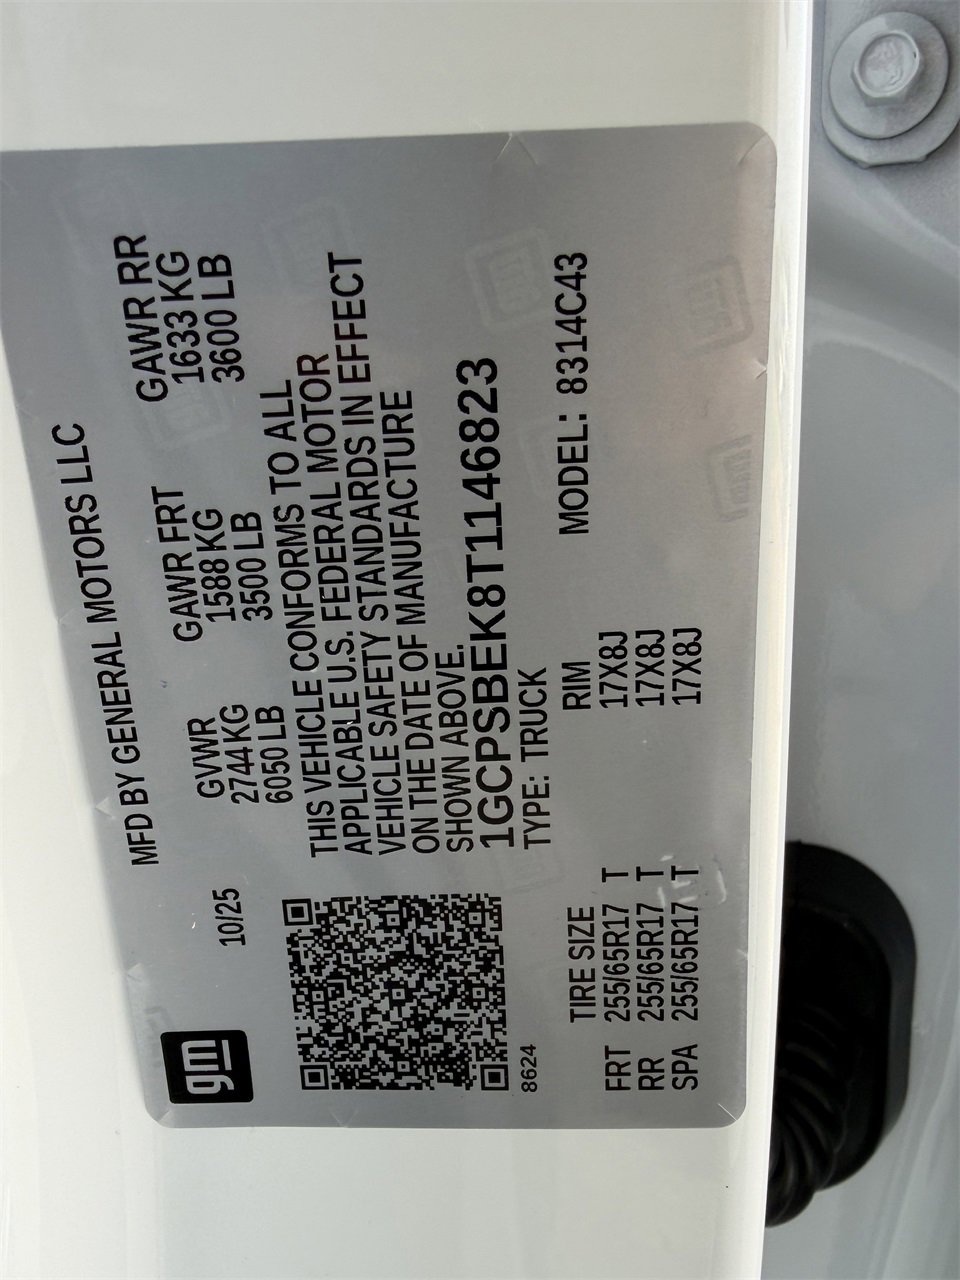 gm
MFD BY GENERAL MOTORS LLC
10/25
GVWR GAWR FRT GAWR RR
2744 KG 1588 KG 1633 KG
6050 LB 3500 LB 3600 LB
THIS VEHICLE CONFORMS TO ALL
APPLICABLE U.S. FEDERAL MOTOR
VEHICLE SAFETY STANDARDS IN EFFECT
ON THE DATE OF MANUFACTURE
SHOWN ABOVE.
1GCPSBEK8T1146823
TYPE: TRUCK MODEL: 8314C43
8624
TIRE SIZE RIM
FRT 255/65R17 T 17X8J
RR 255/65R17 T 17X8J
SPA 255/65R17 T 17X8J